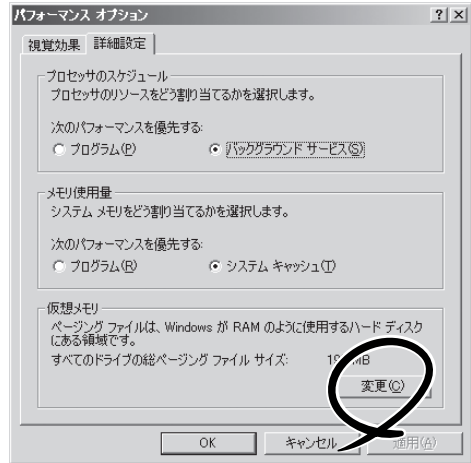 パフォーマンス オプション
視覚効果 詳細設定
プロセッサのスケジュール
プロセッサのリソースをどう割り当てるかを選択します。
次のパフォーマンスを優先する:
プログラム(P) バックグラウンド サービス(S)
メモリ使用量
システム メモリをどう割り当てるかを選択します。
次のパフォーマンスを優先する:
プログラム(R) システム キャッシュ(T)
仮想メモリ
ページング ファイルは、Windows が RAM のように使用するハード ディスク
にある領域です。
すべてのドライブの総ページング ファイル サイズ: MB
変更(C)
OK キャンセル 適用(A)